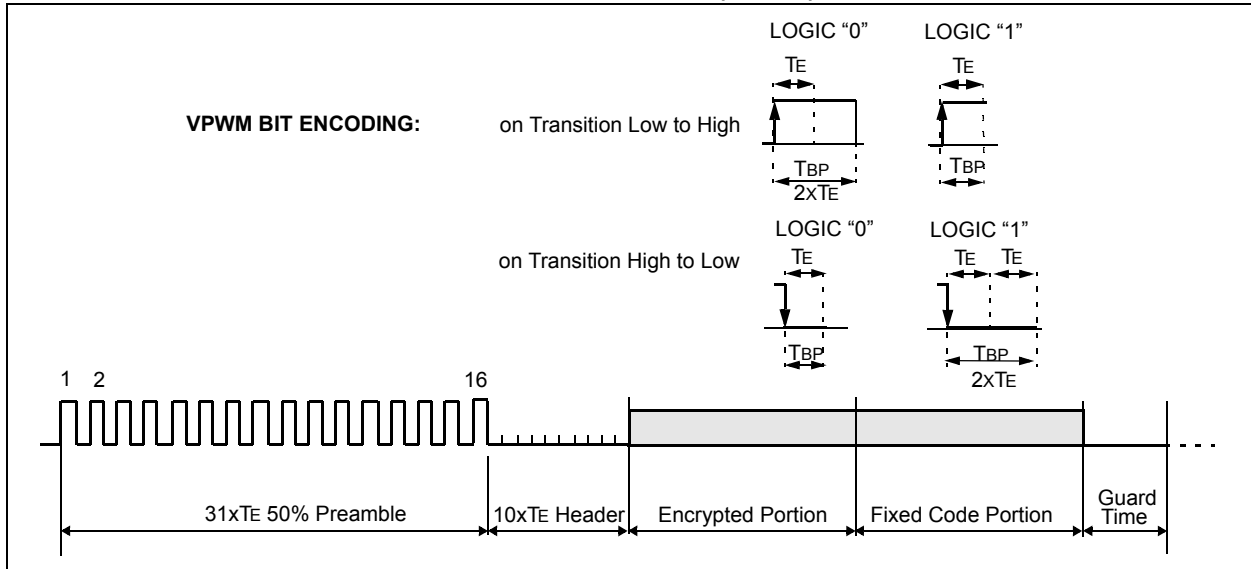 LOGIC “0” LOGIC “1”
TE TE
VPWM BIT ENCODING: on Transition Low to High
TBP TBP
2xTE
LOGIC “0” LOGIC “1”
on Transition High to Low TE TE TE
TBP TBP
2xTE
1 2 16
31xTE 50% Preamble 10xTE Header Encrypted Portion Fixed Code Portion Guard
Time